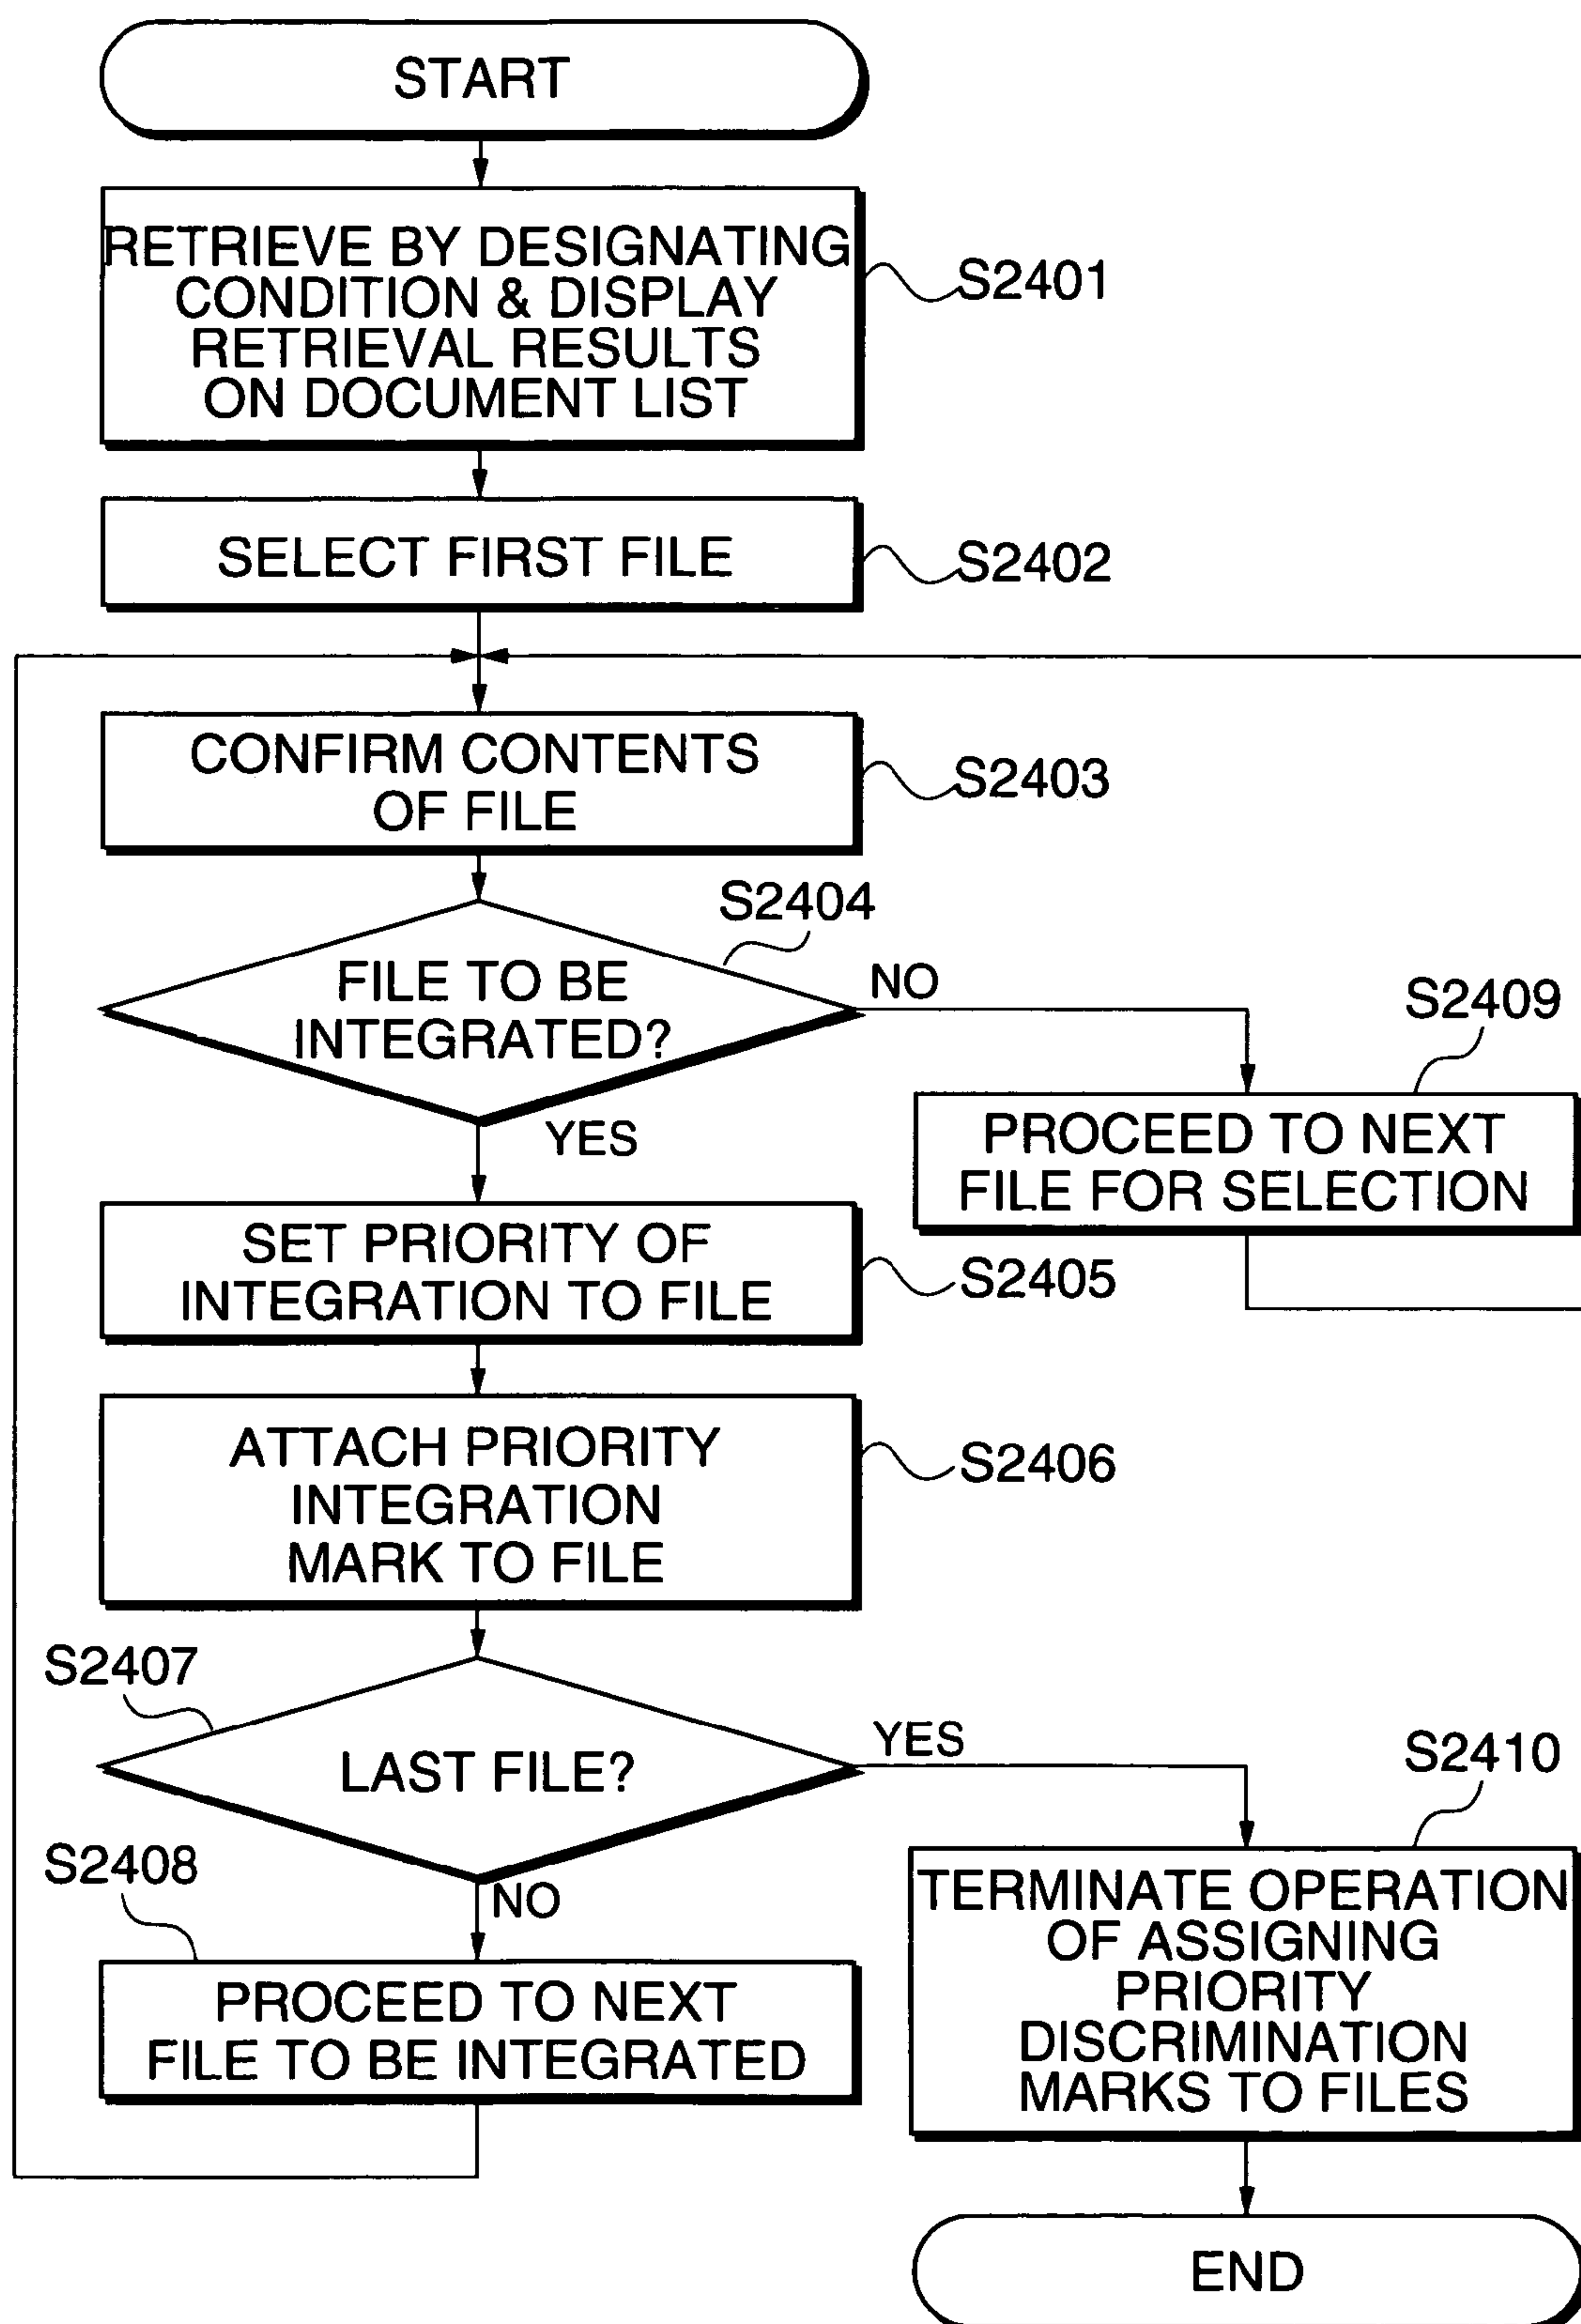 START
RETRIEVE BY DESIGNATING
CONDITION & DISPLAY
RETRIEVAL RESULTS
ON DOCUMENT LIST
S2401
SELECT FIRST FILE
S2402
CONFIRM CONTENTS
OF FILE
S2403
S2404
FILE TO BE
INTEGRATED?
NO
YES
S2409
PROCEED TO NEXT
FILE FOR SELECTION
SET PRIORITY OF
INTEGRATION TO FILE
S2405
ATTACH PRIORITY
INTEGRATION
MARK TO FILE
S2406
S2407
LAST FILE?
YES
NO
S2410
TERMINATE OPERATION
OF ASSIGNING
PRIORITY
DISCRIMINATION
MARKS TO FILES
S2408
PROCEED TO NEXT
FILE TO BE INTEGRATED
END